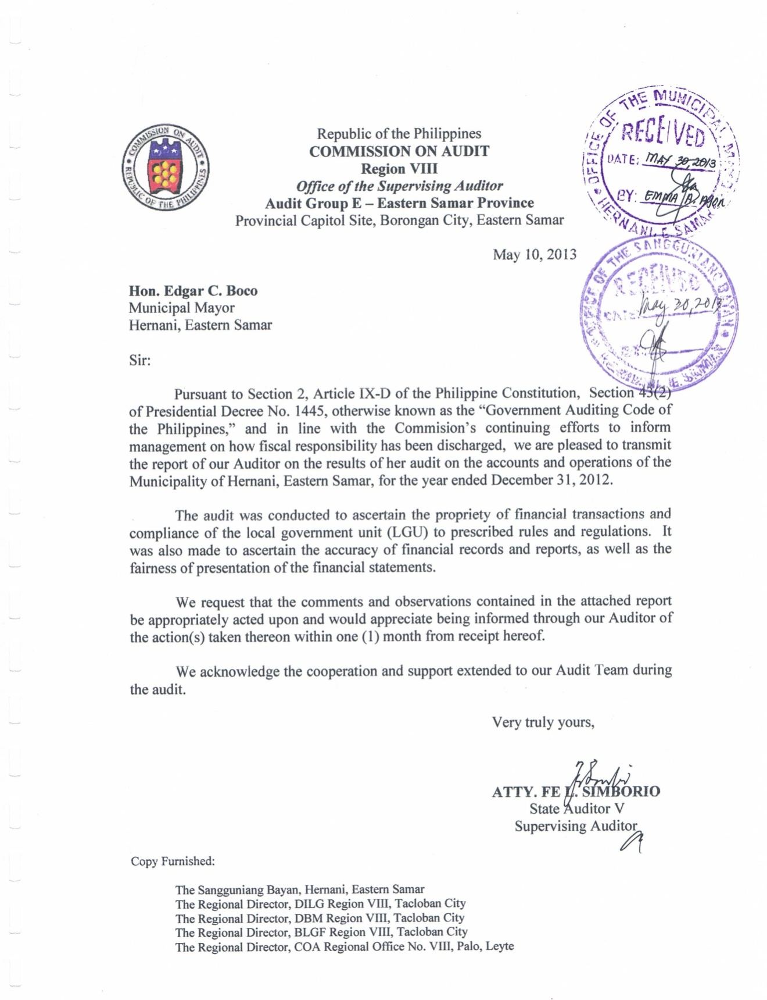 COMMISSION ON AUDIT
REPUBLIC OF THE PHILIPPINES
Republic of the Philippines
COMMISSION ON AUDIT
Region VIII
Office of the Supervising Auditor
Audit Group E – Eastern Samar Province
Provincial Capitol Site, Borongan City, Eastern Samar
OFFICE OF THE MUNICIPAL MAYOR
RECEIVED
DATE: MAY 30, 2013
BY: EMMA A.
HERNANI, E. SAMAR
May 10, 2013
OFFICE OF THE SANGGUNIANG BAYAN
RECEIVED
DATE: May 30, 2013
HERNANI, E. SAMAR
Hon. Edgar C. Boco
Municipal Mayor
Hernani, Eastern Samar
Sir:
Pursuant to Section 2, Article IX-D of the Philippine Constitution, Section 43(2)
of Presidential Decree No. 1445, otherwise known as the “Government Auditing Code of
the Philippines,” and in line with the Commision’s continuing efforts to inform
management on how fiscal responsibility has been discharged, we are pleased to transmit
the report of our Auditor on the results of her audit on the accounts and operations of the
Municipality of Hernani, Eastern Samar, for the year ended December 31, 2012.
The audit was conducted to ascertain the propriety of financial transactions and
compliance of the local government unit (LGU) to prescribed rules and regulations. It
was also made to ascertain the accuracy of financial records and reports, as well as the
fairness of presentation of the financial statements.
We request that the comments and observations contained in the attached report
be appropriately acted upon and would appreciate being informed through our Auditor of
the action(s) taken thereon within one (1) month from receipt hereof.
We acknowledge the cooperation and support extended to our Audit Team during
the audit.
Very truly yours,
ATTY. FE L. SIMBORIO
State Auditor V
Supervising Auditor
Copy Furnished:
The Sangguniang Bayan, Hernani, Eastern Samar
The Regional Director, DILG Region VIII, Tacloban City
The Regional Director, DBM Region VIII, Tacloban City
The Regional Director, BLGF Region VIII, Tacloban City
The Regional Director, COA Regional Office No. VIII, Palo, Leyte